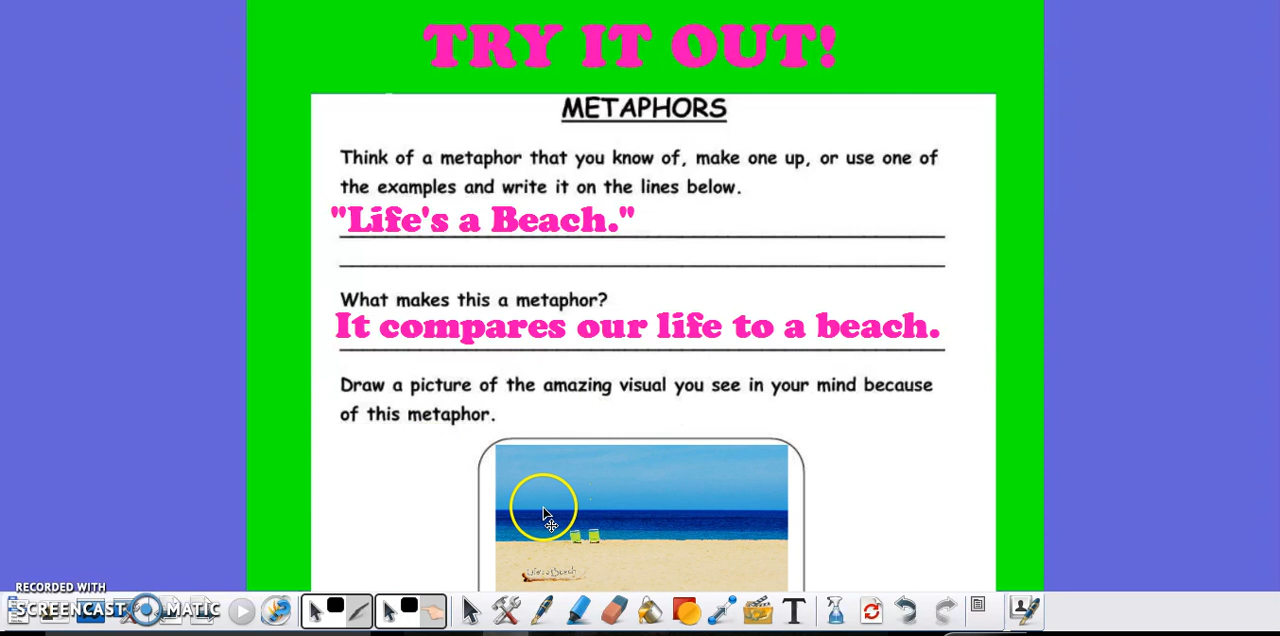 TRY IT OUT!
METAPHORS
Think of a metaphor that you know of, make one up, or use one of
the examples and write it on the lines below.
"Life's a Beach."
What makes this a metaphor?
It compares our life to a beach.
Draw a picture of the amazing visual you see in your mind because
of this metaphor.
Life's a Beach
RECORDED WITH
SCREENCAST MATIC
T